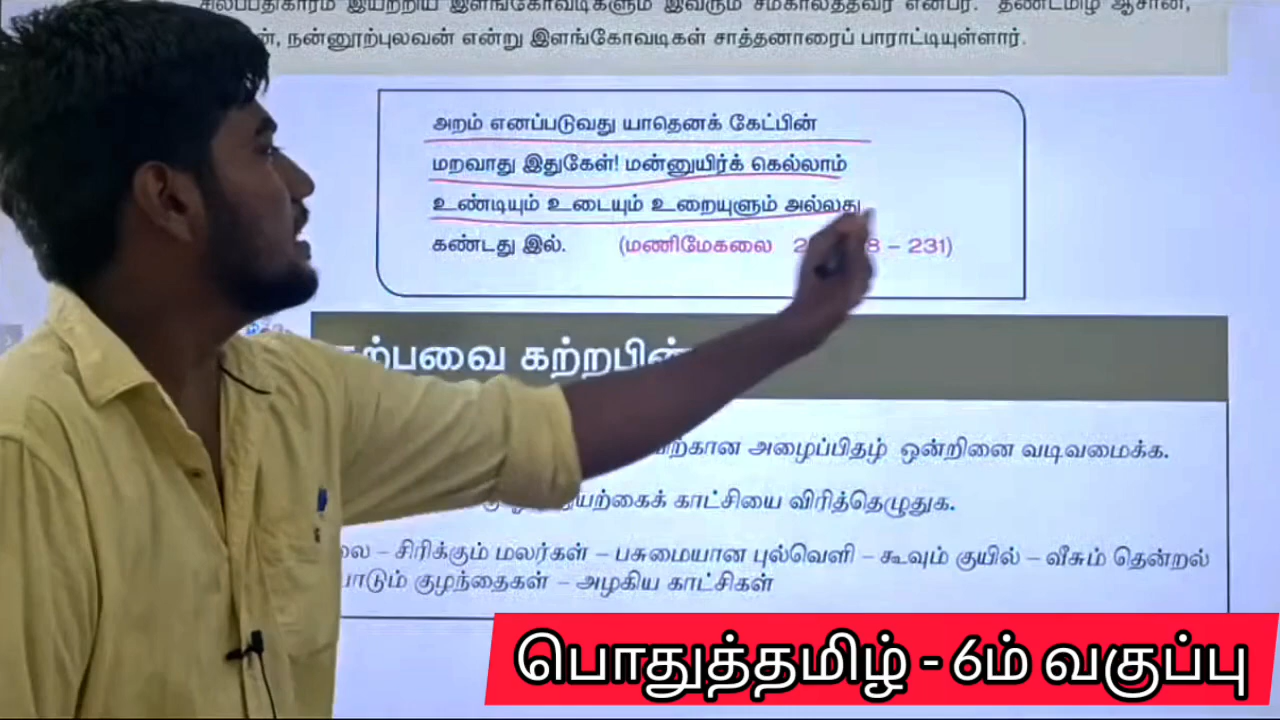 சிலப்பதிகாரம் இயற்றிய இளங்கோவடிகளும் இவரும் சமகாலத்தவர் என்பர். தண்டமிழ் ஆசான்,
நன்னூற்புலவன் என்று இளங்கோவடிகள் சாத்தனாரைப் பாராட்டியுள்ளார்.
அறம் எனப்படுவது யாதெனக் கேட்பின்
மறவாது இதுகேள்! மன்னுயிர்க் கெல்லாம்
உண்டியும் உடையும் உறையுளும் அல்லது
கண்டது இல். (மணிமேகலை – 231)
கற்பவை கற்றபின்
அழைப்பிதழ் ஒன்றினை வடிவமைக்க.
காட்சியை விரித்தெழுதுக.
– சிரிக்கும் மலர்கள் – பசுமையான புல்வெளி – கூவும் குயில் – வீசும் தென்றல்
குழந்தைகள் – அழகிய காட்சிகள்
பொதுத்தமிழ் - 6ம் வகுப்பு